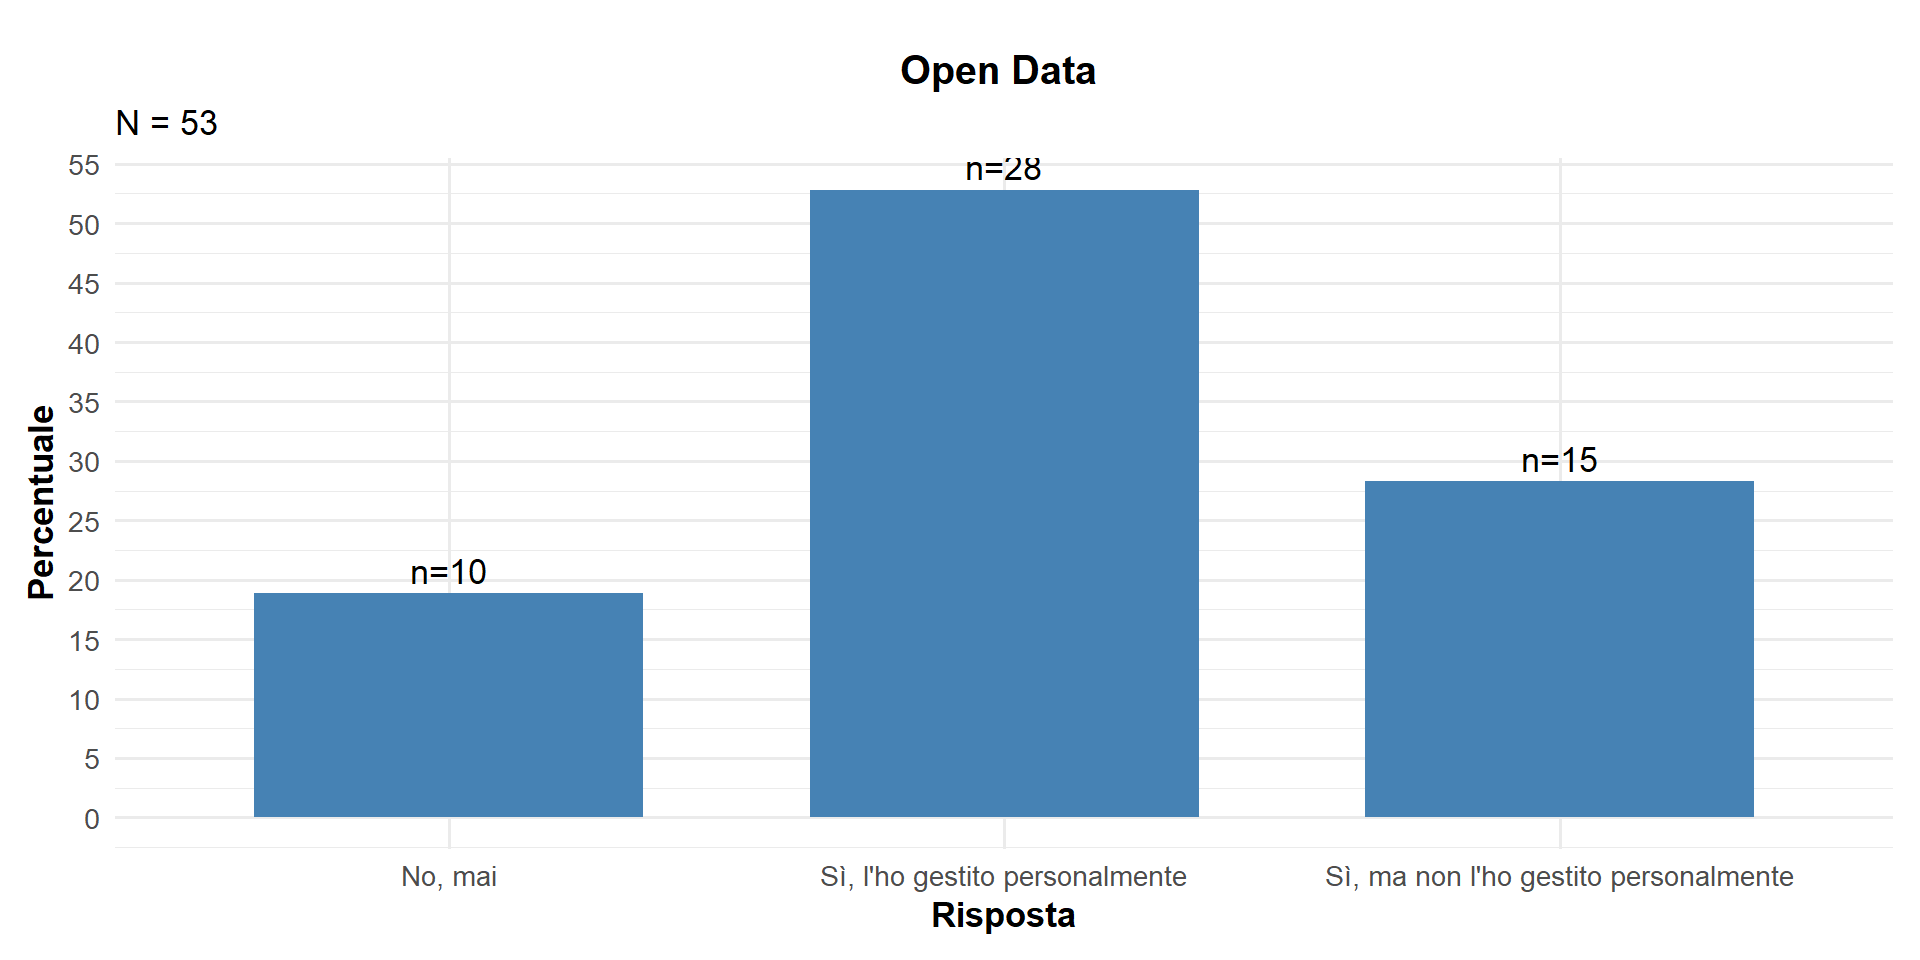 Open Data
N = 53
Percentuale
55
50
45
40
35
30
25
20
15
10
5
0
n=10
n=28
n=15
No, mai
Sì, l'ho gestito personalmente
Sì, ma non l'ho gestito personalmente
Risposta